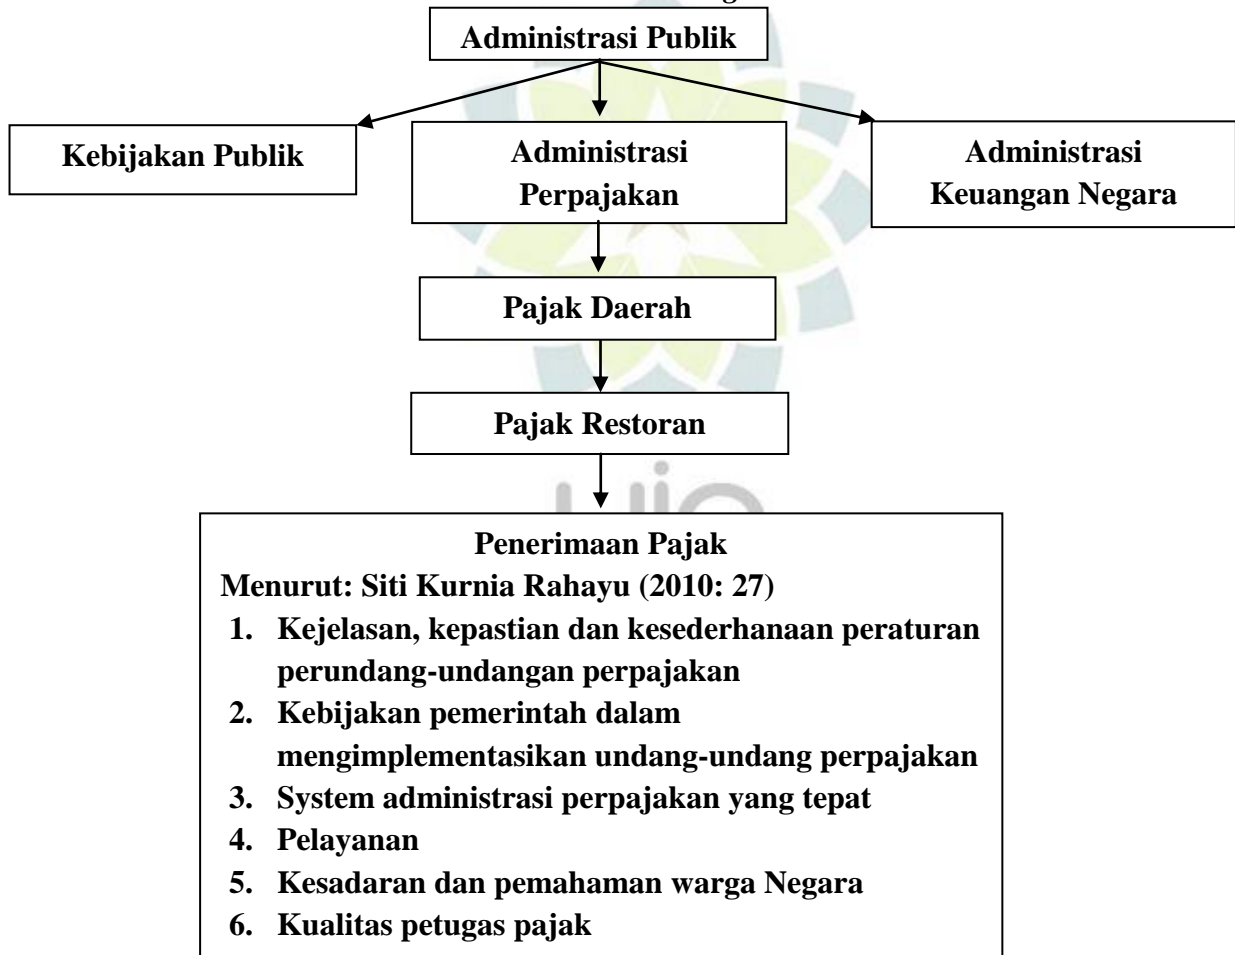 Administrasi Publik
Kebijakan Publik
Administrasi
Perpajakan
Administrasi
Keuangan Negara
Pajak Daerah
Pajak Restoran
uin
Penerimaan Pajak
Menurut: Siti Kurnia Rahayu (2010: 27)
1. Kejelasan, kepastian dan kesederhanaan peraturan
perundang-undangan perpajakan
2. Kebijakan pemerintah dalam
mengimplementasikan undang-undang perpajakan
3. System administrasi perpajakan yang tepat
4. Pelayanan
5. Kesadaran dan pemahaman warga Negara
6. Kualitas petugas pajak